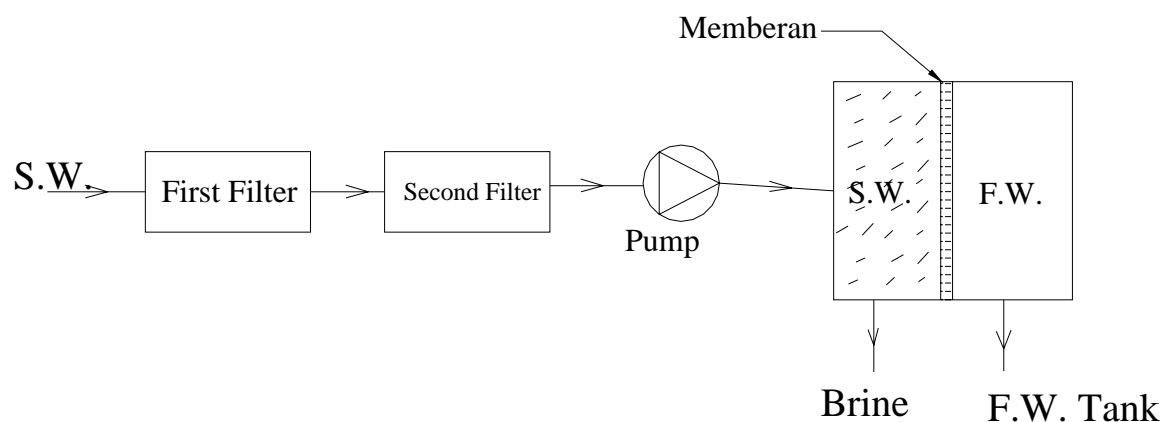 Memberan
S.W.
First Filter
Second Filter
Pump
S.W.
F.W.
Brine
F.W. Tank